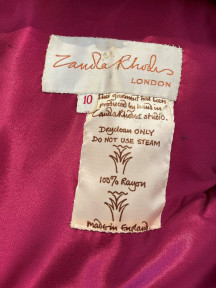 Zandra Rhodes
LONDON
10
This garment has been
produced by hand in
Zandra Rhodes studio.
Dryclean ONLY
DO NOT USE STEAM
100% Rayon
Made in England